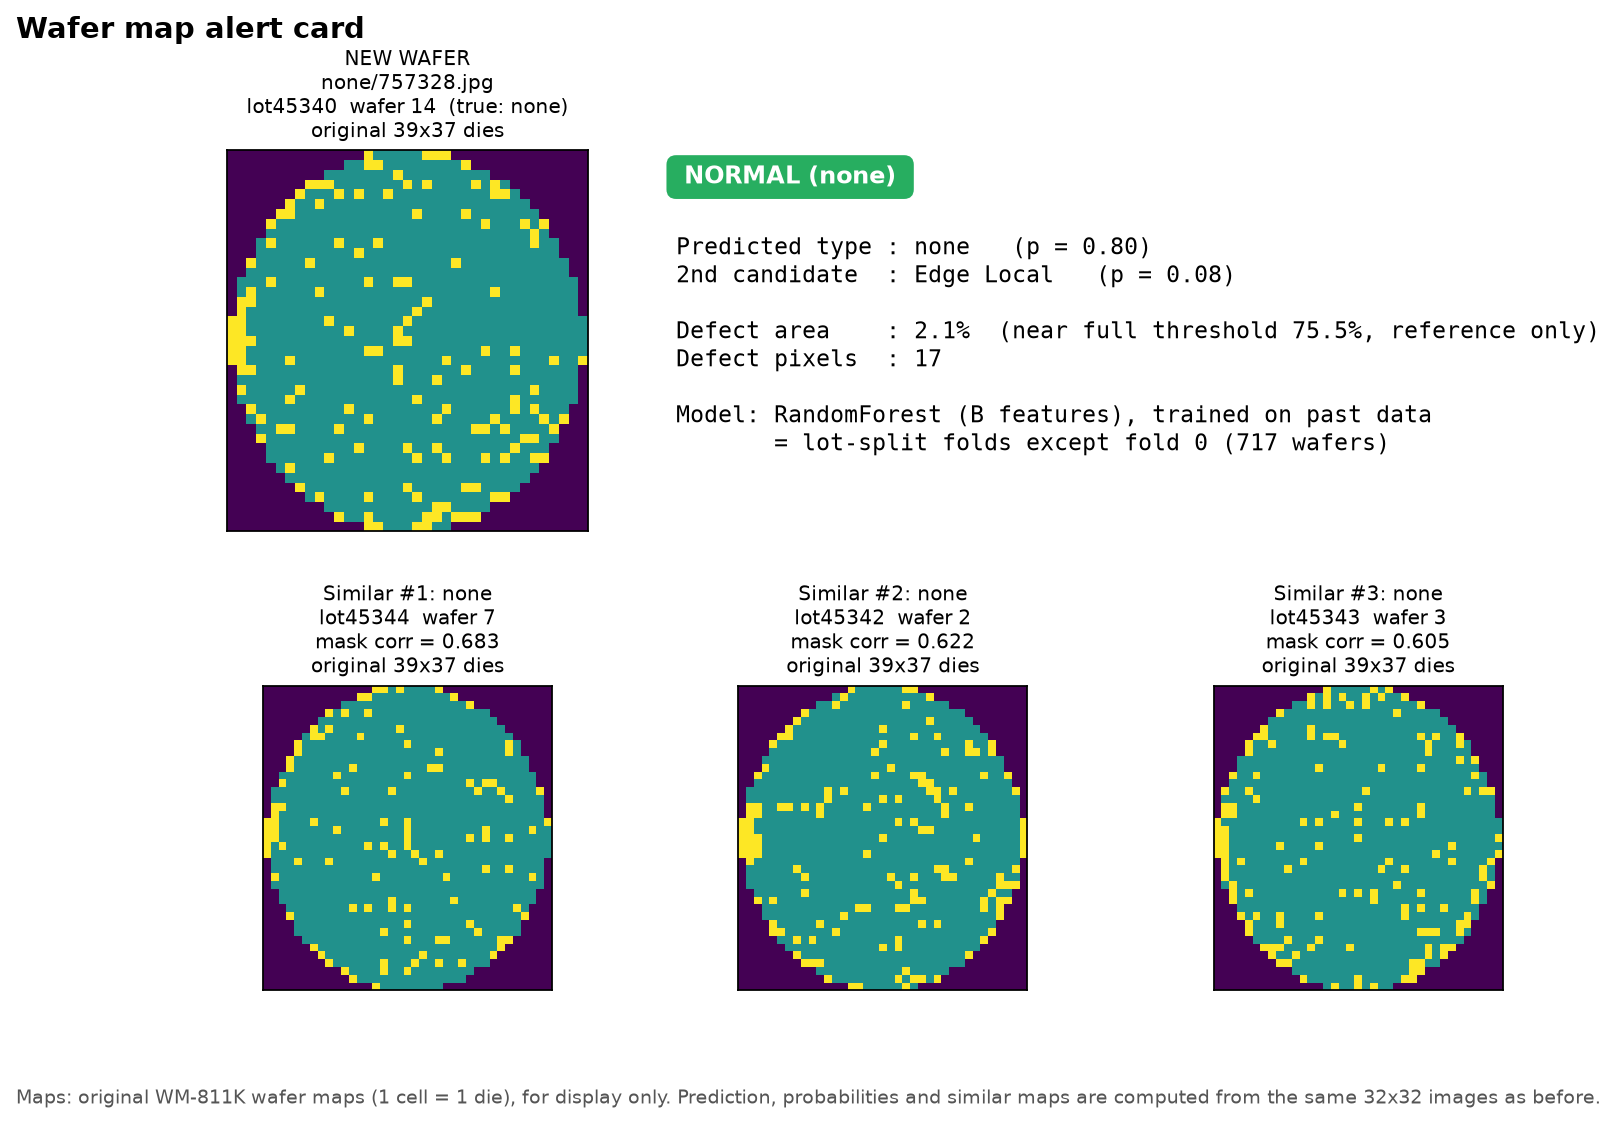 Wafer map alert card
NEW WAFER
none/757328.jpg
lot45340  wafer 14  (true: none)
original 39x37 dies
NORMAL (none)
Predicted type : none   (p = 0.80)
2nd candidate  : Edge Local   (p = 0.08)
Defect area    : 2.1%  (near full threshold 75.5%, reference only)
Defect pixels  : 17
Model: RandomForest (B features), trained on past data
= lot-split folds except fold 0 (717 wafers)
Similar #1: none
lot45344  wafer 7
mask corr = 0.683
original 39x37 dies
Similar #2: none
lot45342  wafer 2
mask corr = 0.622
original 39x37 dies
Similar #3: none
lot45343  wafer 3
mask corr = 0.605
original 39x37 dies
Maps: original WM-811K wafer maps (1 cell = 1 die), for display only. Prediction, probabilities and similar maps are computed from the same 32x32 images as before.